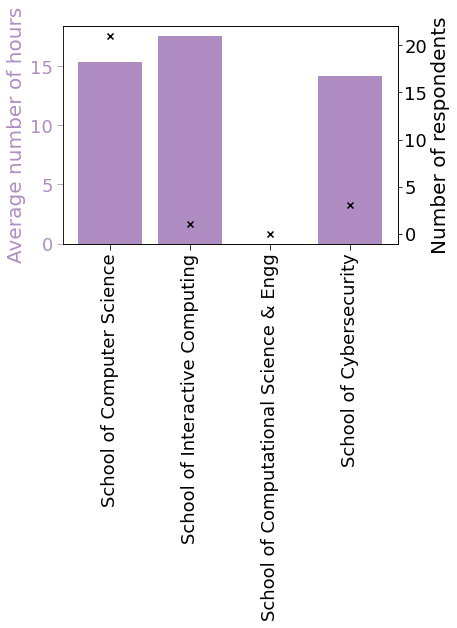 Average number of hours
15
10
5
0
20
15
10
5
0
Number of respondents
School of Computer Science
School of Interactive Computing
School of Computational Science & Engg
School of Cybersecurity